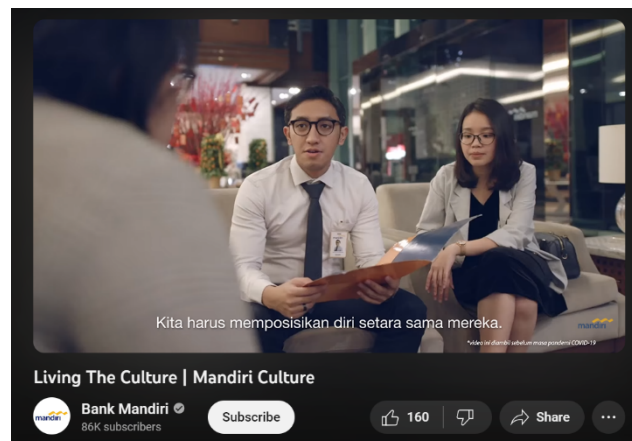 Kita harus memposisikan diri setara sama mereka.
mandiri
*video ini diambil sebelum masa pandemi COVID-19
Living The Culture | Mandiri Culture
mandiri
Bank Mandiri
86K subscribers
Subscribe
160
Share